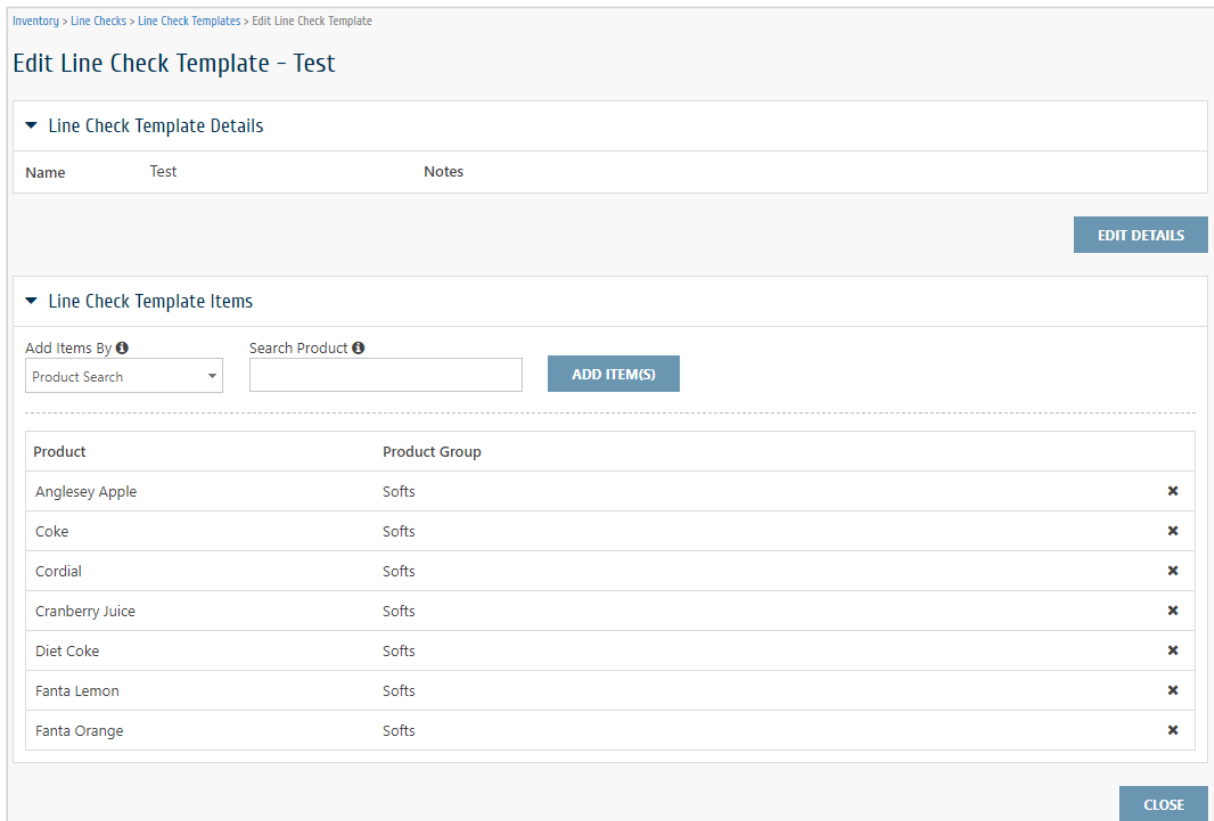 Inventory > Line Checks > Line Check Templates > Edit Line Check Template
Edit Line Check Template - Test
Line Check Template Details
Name Test Notes
EDIT DETAILS
Line Check Template Items
Add Items By Search Product
Product Search ADD ITEM(S)
Product Product Group
Anglesey Apple Softs
Coke Softs
Cordial Softs
Cranberry Juice Softs
Diet Coke Softs
Fanta Lemon Softs
Fanta Orange Softs
CLOSE